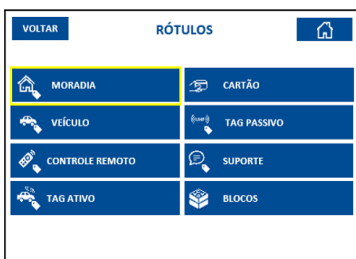 VOLTAR
RÓTULOS
MORADIA
CARTÃO
VEÍCULO
TAG PASSIVO
CONTROLE REMOTO
SUPORTE
TAG ATIVO
BLOCOS